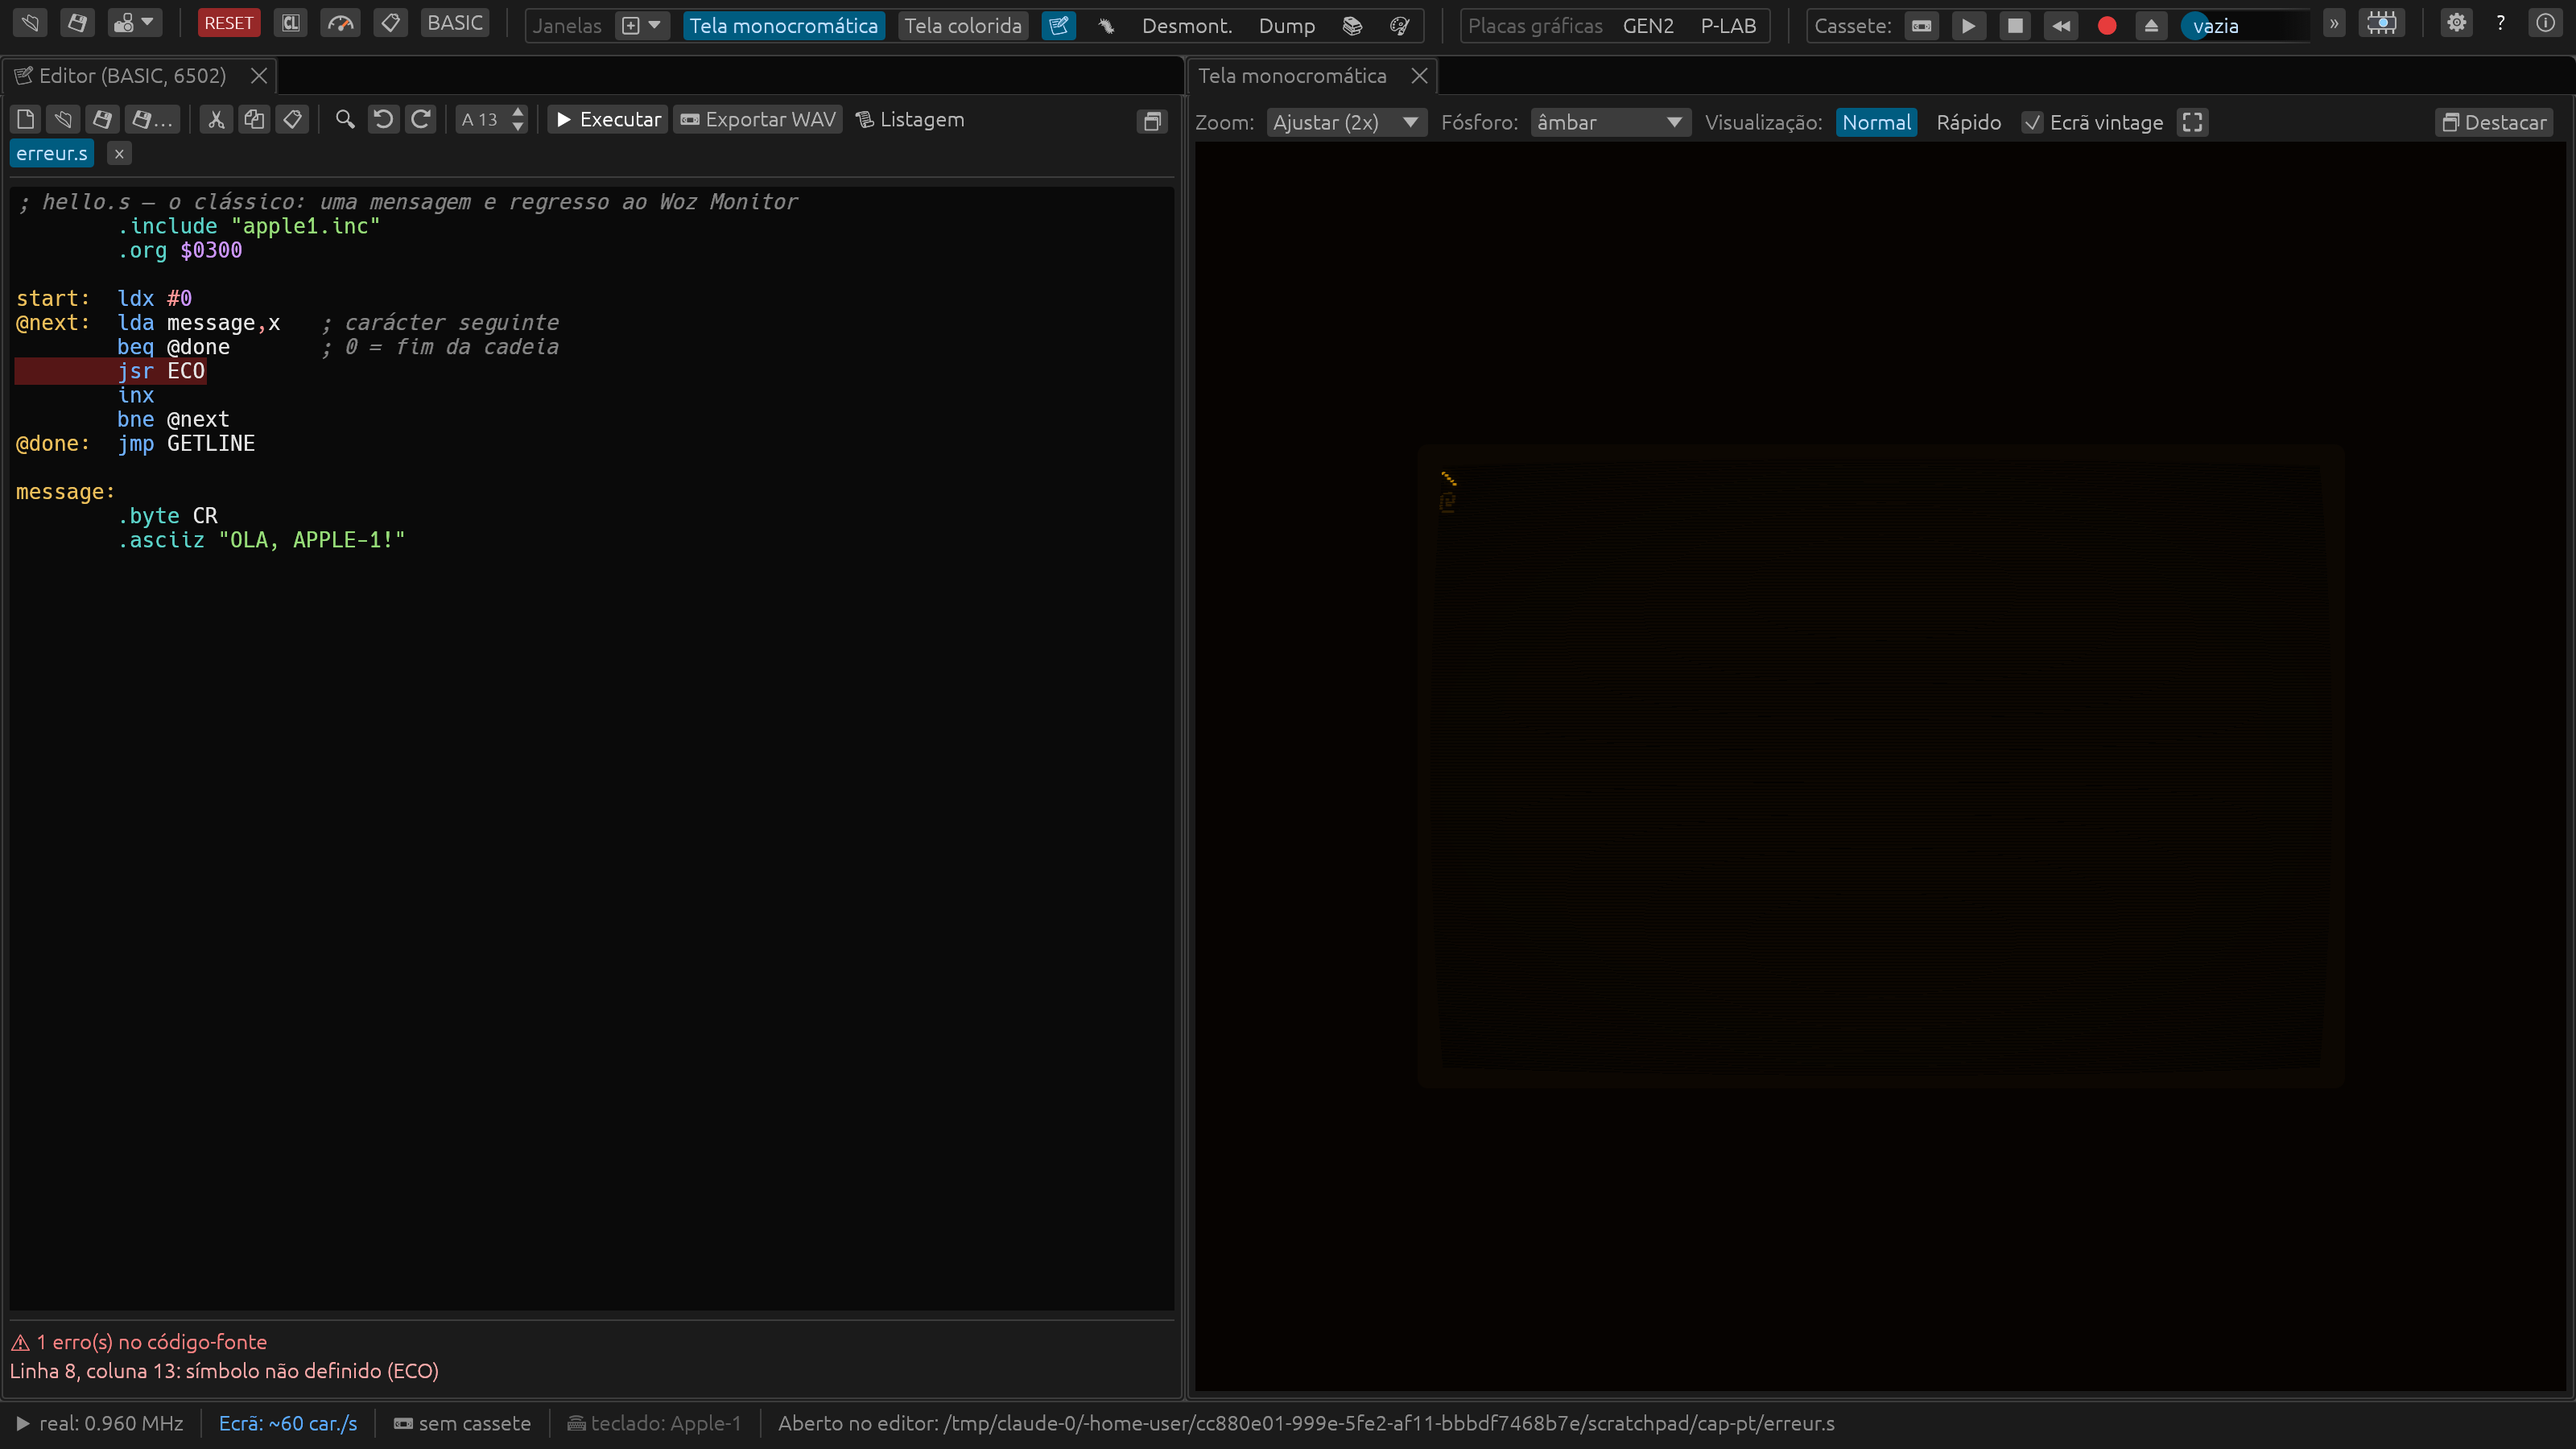 RESET BASIC Janelas Tela monocromática Tela colorida Desmont. Dump Placas gráficas GEN2 P-LAB Cassete: vazia » ?
Editor (BASIC, 6502)
A 13 Executar Exportar WAV Listagem
erreur.s x
; hello.s — o clássico: uma mensagem e regresso ao Woz Monitor
.include "apple1.inc"
.org $0300
start: ldx #0
@next: lda message,x ; carácter seguinte
beq @done ; 0 = fim da cadeia
jsr ECO
inx
bne @next
@done: jmp GETLINE
message:
.byte CR
.asciiz "OLA, APPLE-1!"
⚠ 1 erro(s) no código-fonte
Linha 8, coluna 13: símbolo não definido (ECO)
Tela monocromática
Zoom: Ajustar (2x) Fósforo: âmbar Visualização: Normal Rápido Ecrã vintage Destacar
\
@
real: 0.960 MHz Ecrã: ~60 car./s sem cassete teclado: Apple-1 Aberto no editor: /tmp/claude-0/-home-user/cc880e01-999e-5fe2-af11-bbbdf7468b7e/scratchpad/cap-pt/erreur.s